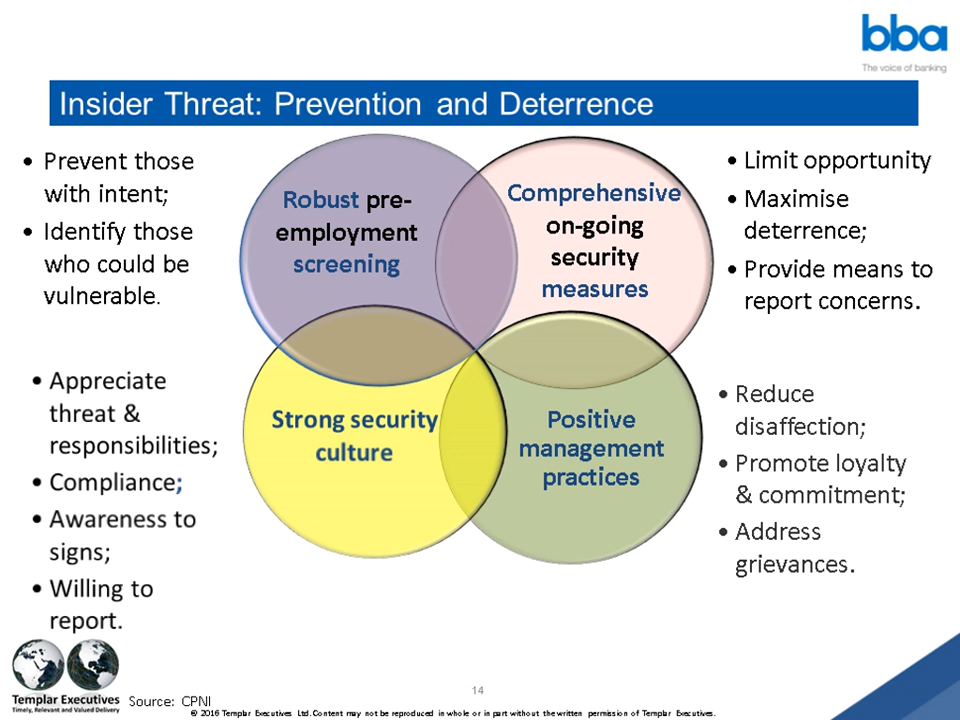 bba
The voice of banking
Insider Threat: Prevention and Deterrence
• Prevent those
with intent;
• Identify those
who could be
vulnerable.
Robust pre-
employment
screening
Comprehensive
on-going
security
measures
• Limit opportunity
• Maximise
deterrence;
• Provide means to
report concerns.
• Appreciate
threat &
responsibilities;
• Compliance;
• Awareness to
signs;
• Willing to
report.
Strong security
culture
Positive
management
practices
• Reduce
disaffection;
• Promote loyalty
& commitment;
• Address
grievances.
Templar Executives
Timely, Relevant and Valued Delivery
Source: CPNI
14
© 2016 Templar Executives Ltd. Content may not be reproduced in whole or in part without the written permission of Templar Executives.